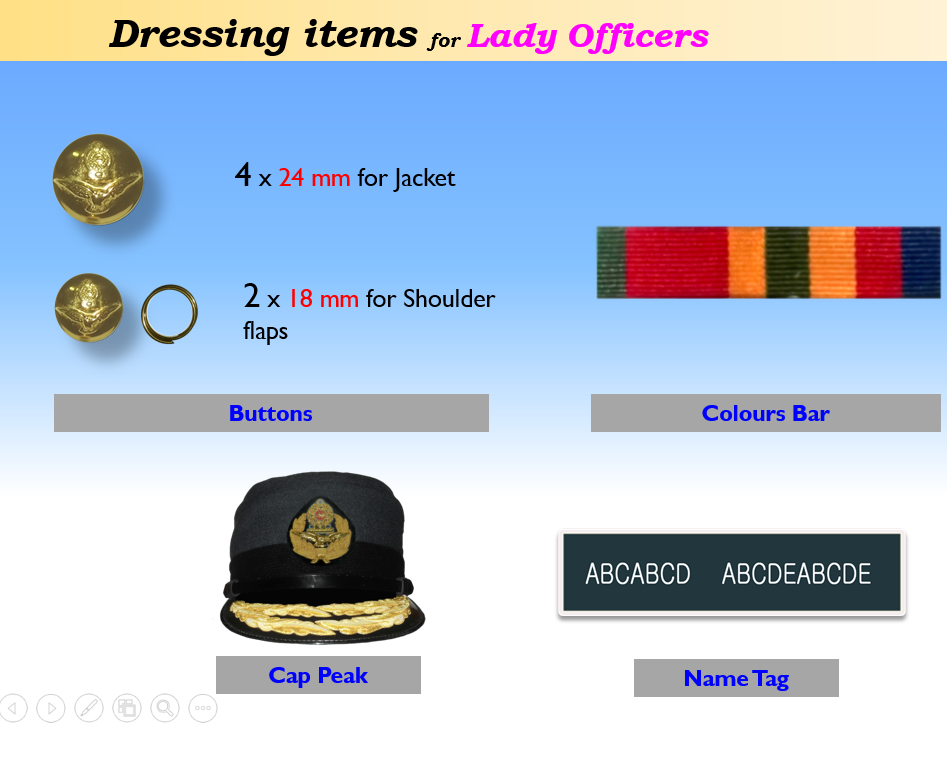 Dressing items for Lady Officers
4 x 24 mm for Jacket
2 x 18 mm for Shoulder
flaps
Buttons
Colours Bar
ABCABCD ABCDEABCDE
Cap Peak
Name Tag